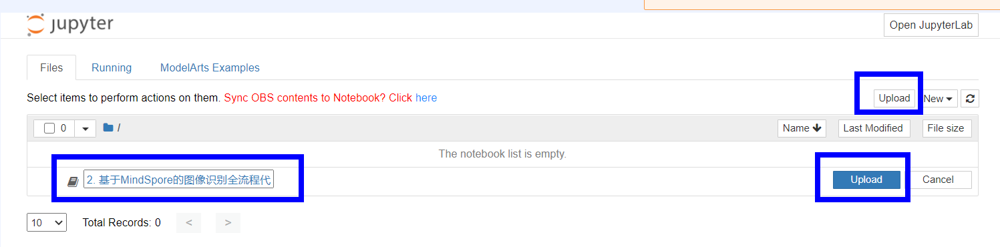 jupyter
Open JupyterLab
Files Running ModelArts Examples
Select items to perform actions on them. Sync OBS contents to Notebook? Click here
Upload New
0 / Name Last Modified File size
The notebook list is empty.
2. 基于MindSpore的图像识别全流程代 Upload Cancel
10 Total Records: 0 < >